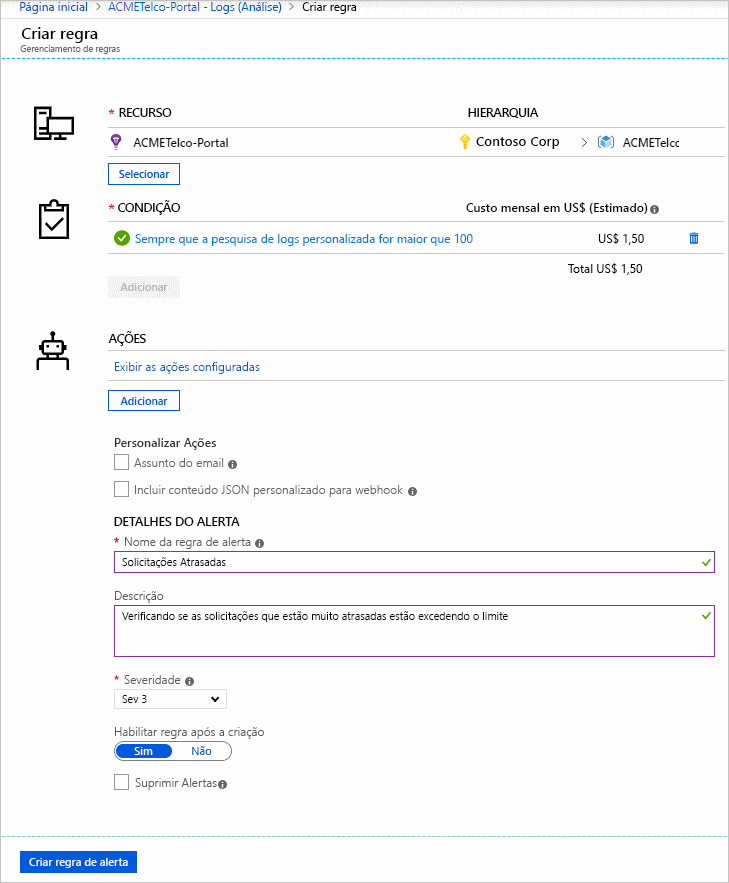 Página inicial > ACMETelco-Portal - Logs (Análise) > Criar regra
Criar regra
Gerenciamento de regras
* RECURSO HIERARQUIA
ACMETelco-Portal Contoso Corp > ACMETelcc
Selecionar
* CONDIÇÃO Custo mensal em US$ (Estimado)
Sempre que a pesquisa de logs personalizada for maior que 100 US$ 1,50
Total US$ 1,50
Adicionar
AÇÕES
Exibir as ações configuradas
Adicionar
Personalizar Ações
Assunto do email
Incluir conteúdo JSON personalizado para webhook
DETALHES DO ALERTA
* Nome da regra de alerta
Solicitações Atrasadas
Descrição
Verificando se as solicitações que estão muito atrasadas estão excedendo o limite
* Severidade
Sev 3
Habilitar regra após a criação
Sim Não
Suprimir Alertas
Criar regra de alerta